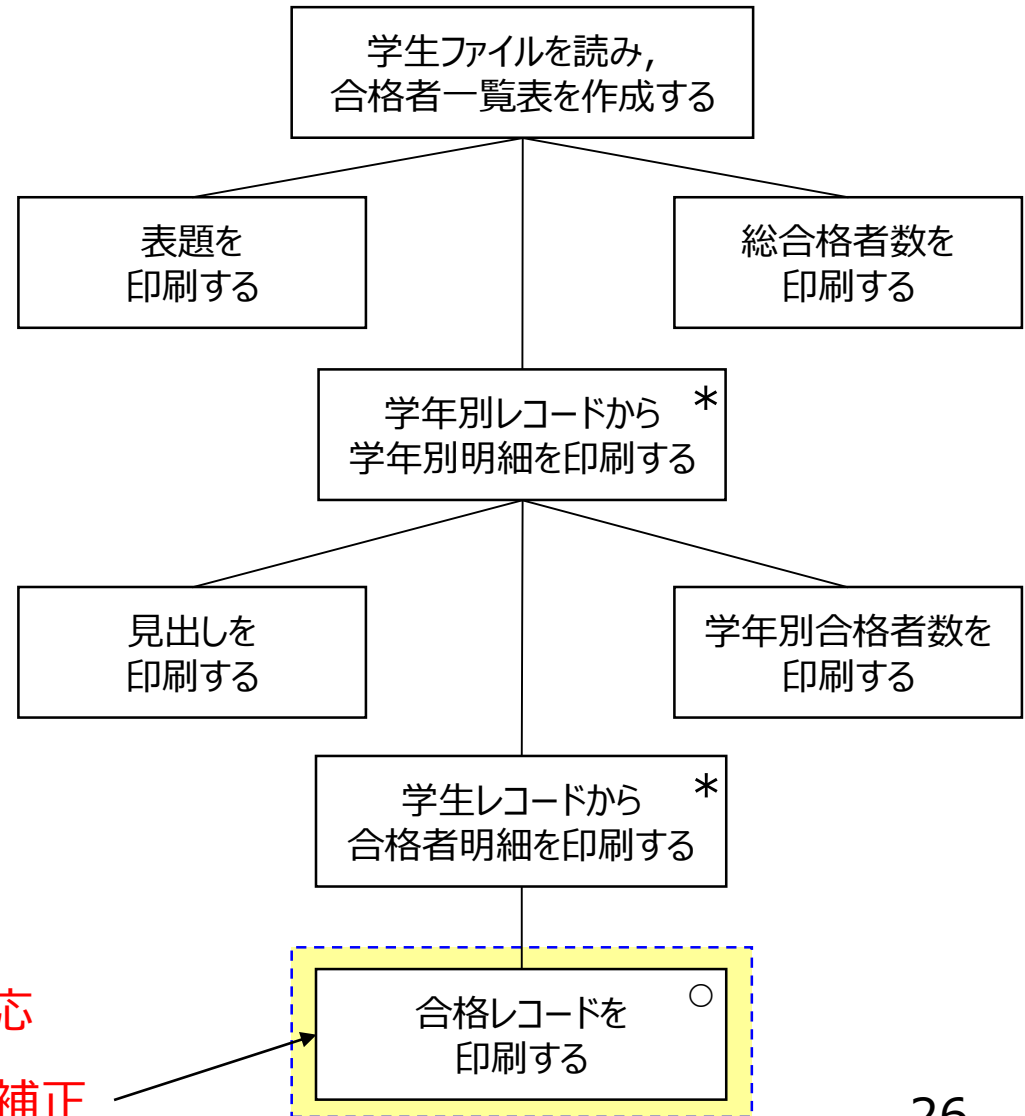 学生ファイルを読み,
合格者一覧表を作成する
表題を
印刷する
総合格者数を
印刷する
学年別レコードから
*
学年別明細を印刷する
見出しを
印刷する
学年別合格者数を
印刷する
学生レコードから
*
合格者明細を印刷する
応
合格レコードを
○
印刷する
補正
26